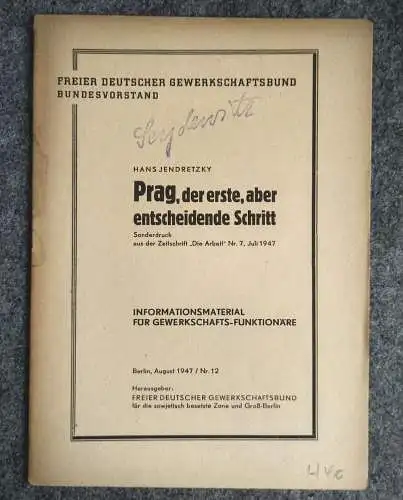 FREIER DEUTSCHER GEWERKSCHAFTSBUND
BUNDESVORSTAND
Seydewitz
HANS JENDRETZKY
Prag, der erste, aber
entscheidende Schritt
Sonderdruck
aus der Zeitschrift „Die Arbeit" Nr. 7, Juli 1947
INFORMATIONSMATERIAL
FÜR GEWERKSCHAFTS-FUNKTIONÄRE
Berlin, August 1947 / Nr. 12
Herausgeber:
FREIER DEUTSCHER GEWERKSCHAFTSBUND
für die sowjetisch besetzte Zone und Groß-Berlin